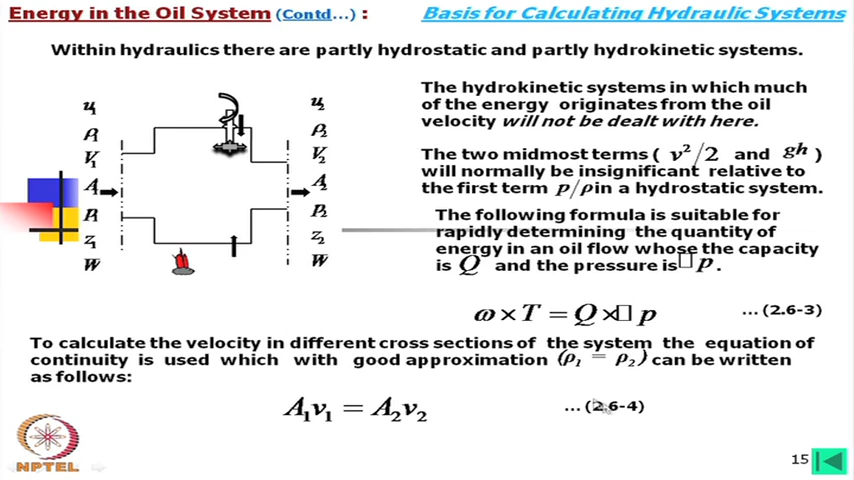 Energy in the Oil System (Contd...) : Basis for Calculating Hydraulic Systems
Within hydraulics there are partly hydrostatic and partly hydrokinetic systems.
u1
ρ1
V1
A1
p1
z1
W
u2
ρ2
V2
A2
p2
z2
W
The hydrokinetic systems in which much
of the energy originates from the oil
velocity will not be dealt with here.
The two midmost terms ( v²/2 and gh )
will normally be insignificant relative to
the first term p/ρ in a hydrostatic system.
The following formula is suitable for
rapidly determining the quantity of
energy in an oil flow whose the capacity
is Q and the pressure is □ p .
ω × T = Q ×□ p ... (2.6-3)
To calculate the velocity in different cross sections of the system the equation of
continuity is used which with good approximation (ρ1 = ρ2) can be written
as follows:
A1v1 = A2v2 ... (2.6-4)
NPTEL
15